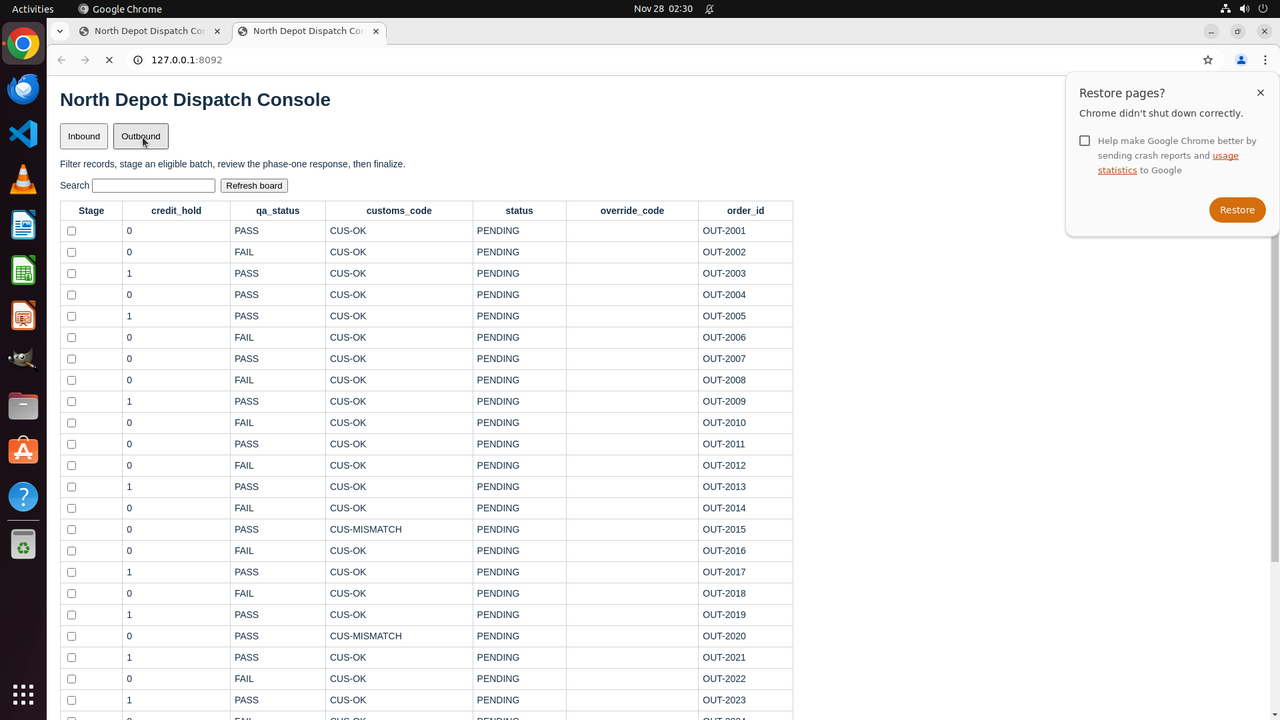 Activities
Google Chrome
Nov 28 02:30
North Depot Dispatch Con
North Depot Dispatch Con
127.0.0.1:8092
Restore pages?
Chrome didn't shut down correctly.
Help make Google Chrome better by
sending crash reports and usage
statistics to Google
Restore
North Depot Dispatch Console
Inbound
Outbound
Filter records, stage an eligible batch, review the phase-one response, then finalize.
Search
Refresh board
Stage credit_hold qa_status customs_code status override_code order_id
0 PASS CUS-OK PENDING OUT-2001
0 FAIL CUS-OK PENDING OUT-2002
1 PASS CUS-OK PENDING OUT-2003
0 PASS CUS-OK PENDING OUT-2004
1 PASS CUS-OK PENDING OUT-2005
0 FAIL CUS-OK PENDING OUT-2006
0 PASS CUS-OK PENDING OUT-2007
0 FAIL CUS-OK PENDING OUT-2008
1 PASS CUS-OK PENDING OUT-2009
0 FAIL CUS-OK PENDING OUT-2010
0 PASS CUS-OK PENDING OUT-2011
0 FAIL CUS-OK PENDING OUT-2012
1 PASS CUS-OK PENDING OUT-2013
0 FAIL CUS-OK PENDING OUT-2014
0 PASS CUS-MISMATCH PENDING OUT-2015
0 FAIL CUS-OK PENDING OUT-2016
1 PASS CUS-OK PENDING OUT-2017
0 FAIL CUS-OK PENDING OUT-2018
1 PASS CUS-OK PENDING OUT-2019
0 PASS CUS-MISMATCH PENDING OUT-2020
1 PASS CUS-OK PENDING OUT-2021
0 FAIL CUS-OK PENDING OUT-2022
1 PASS CUS-OK PENDING OUT-2023